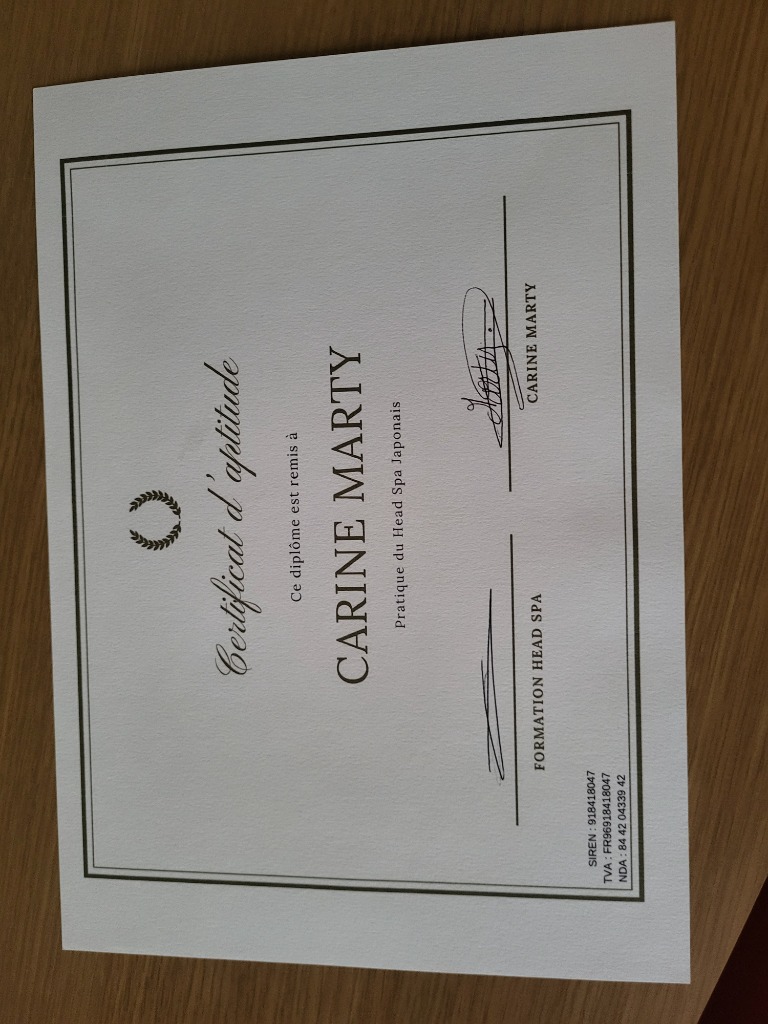 Certificat d'aptitude
Ce diplôme est remis à
CARINE MARTY
Pratique du Head Spa Japonais
FORMATION HEAD SPA
CARINE MARTY
SIREN : 918418047
TVA : FR96918418047
NDA : 84 42 04339 42